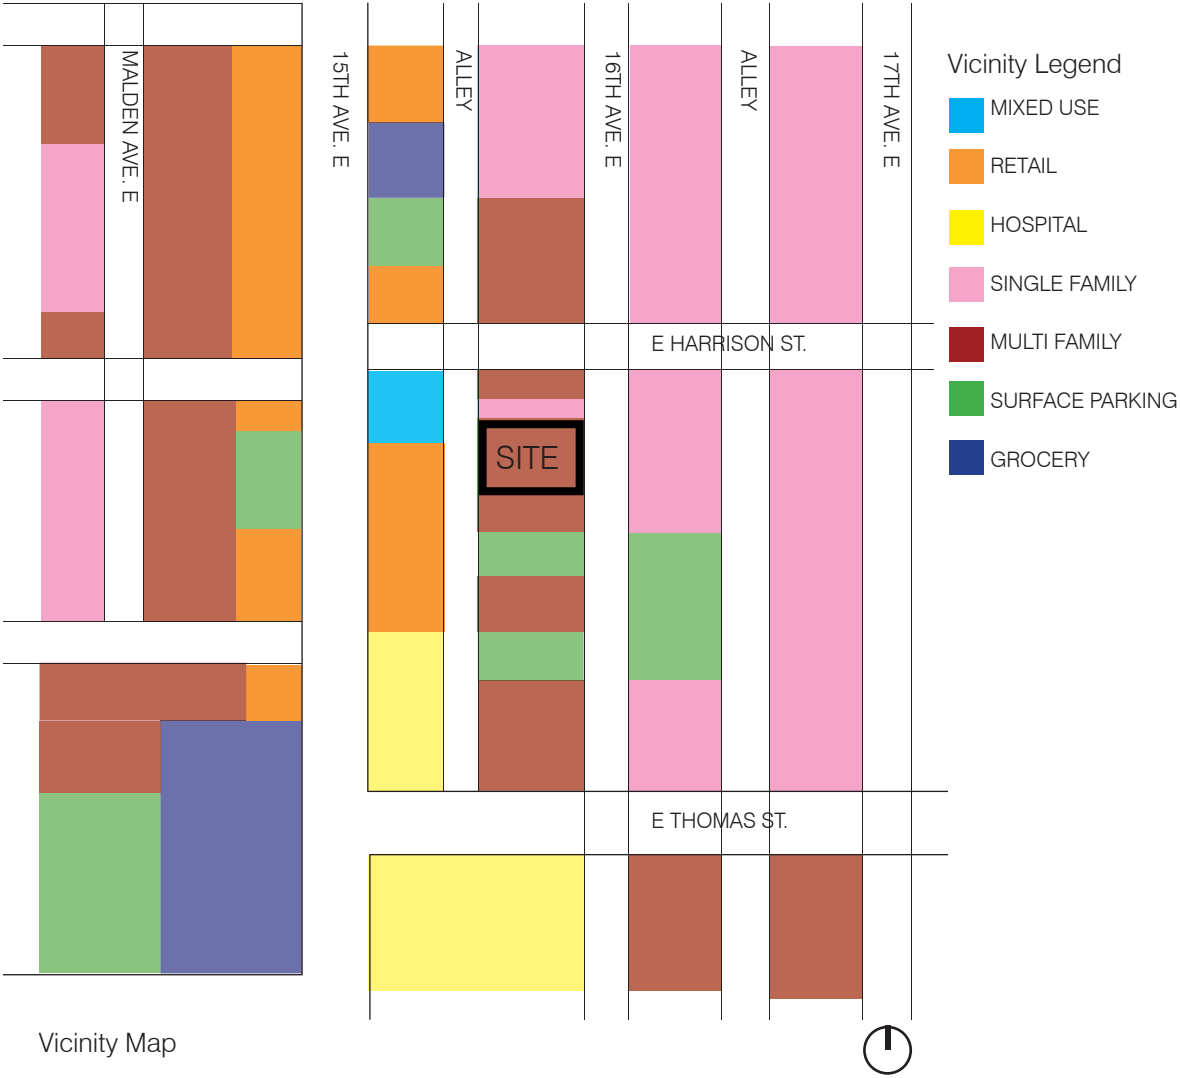 MALDEN AVE. E
15TH AVE. E
ALLEY
16TH AVE. E
ALLEY
17TH AVE. E
Vicinity Legend
MIXED USE
RETAIL
HOSPITAL
SINGLE FAMILY
MULTI FAMILY
SURFACE PARKING
GROCERY
E HARRISON ST.
SITE
E THOMAS ST.
Vicinity Map